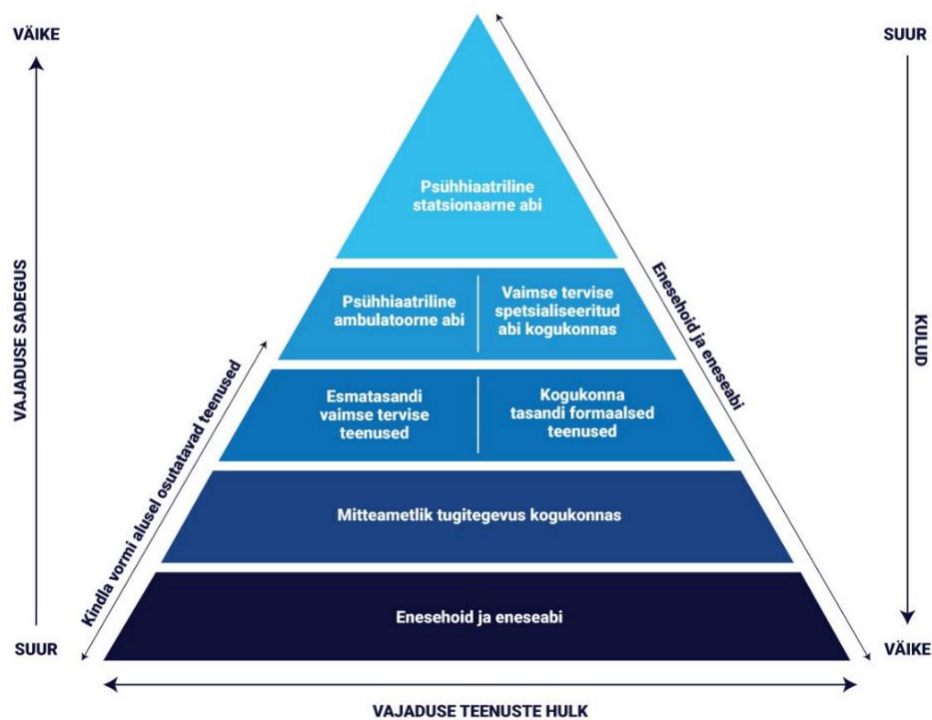 VÄIKE
SUUR
Psühhiaatriline
statsionaarne abi
Psühhiaatriline
ambulatoorne abi
Vaimse tervise
spetsialiseeritud
abi kogukonnas
Esmatasandi
vaimse tervise
teenused
Kogukonna
tasandi formaalsed
teenused
Mitteametlik tugitegevus kogukonnas
Enesehoid ja eneseabi
VAJADUSE SADEGUS
Kindla vormi alusel osutatavad teenused
Enesehoid ja eneseabi
KULUD
SUUR
VÄIKE
VAJADUSE TEENUSTE HULK